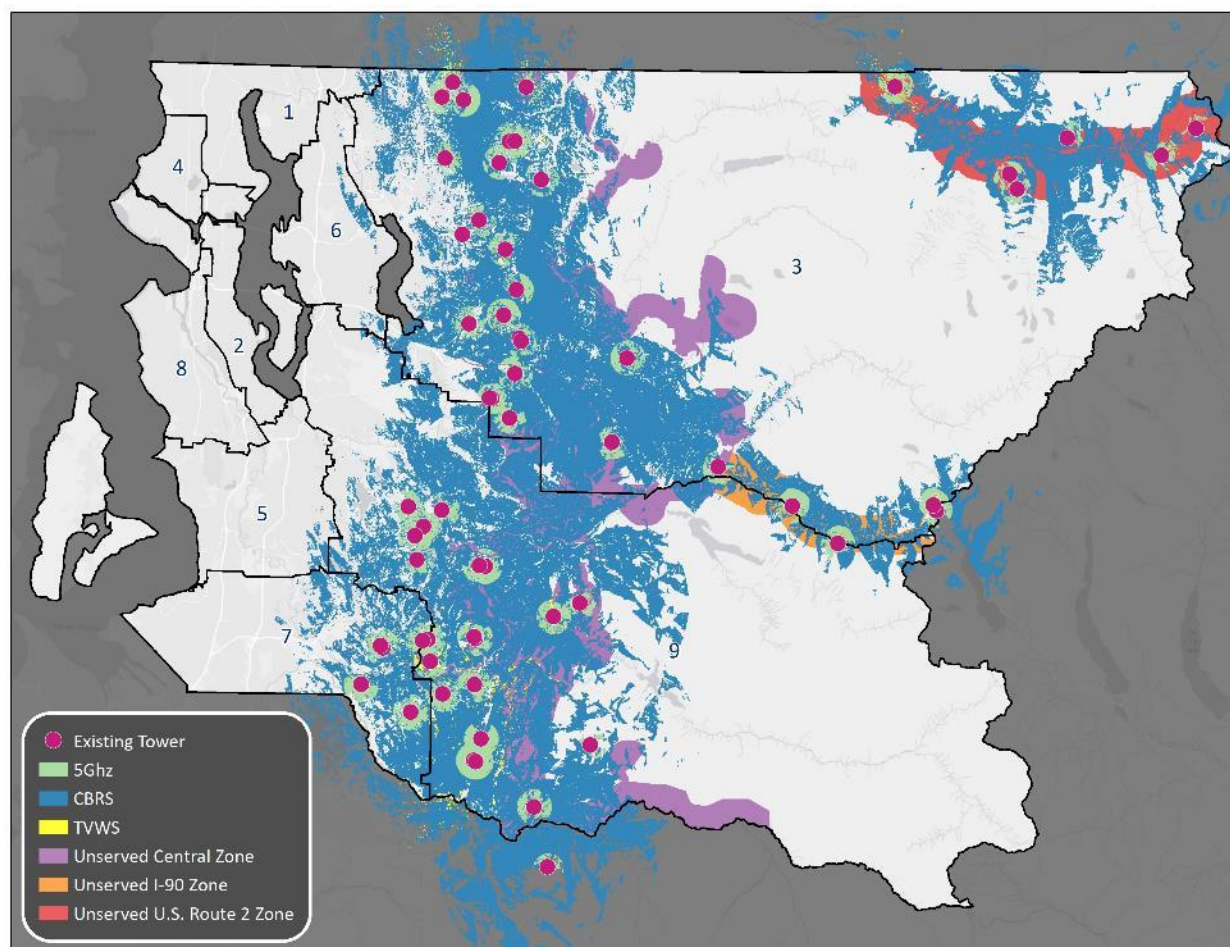 1
4
6
3
2
8
5
7
9
Existing Tower
5Ghz
CBRS
TVWS
Unserved Central Zone
Unserved I-90 Zone
Unserved U.S. Route 2 Zone